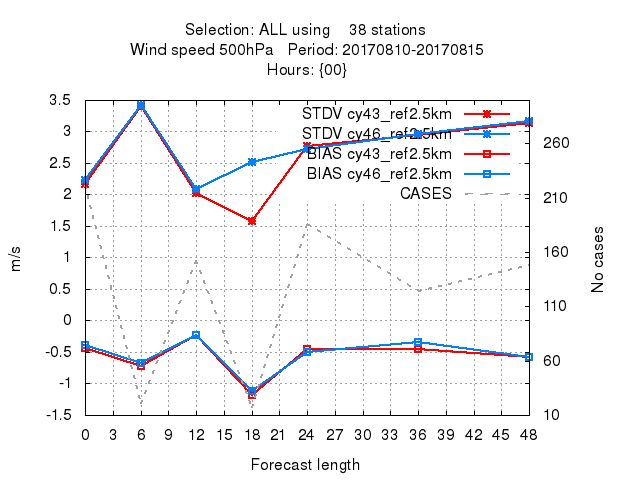 Selection: ALL using 38 stations
Wind speed 500hPa Period: 20170810-20170815
Hours: {00}
3.5
3
2.5
2
1.5
1
0.5
0
-0.5
-1
-1.5
m/s
STDV cy43_ref2.5km
STDV cy46_ref2.5km
BIAS cy43_ref2.5km
BIAS cy46_ref2.5km
CASES
260
210
160
110
60
10
No cases
0 3 6 9 12 15 18 21 24 27 30 33 36 39 42 45 48
Forecast length